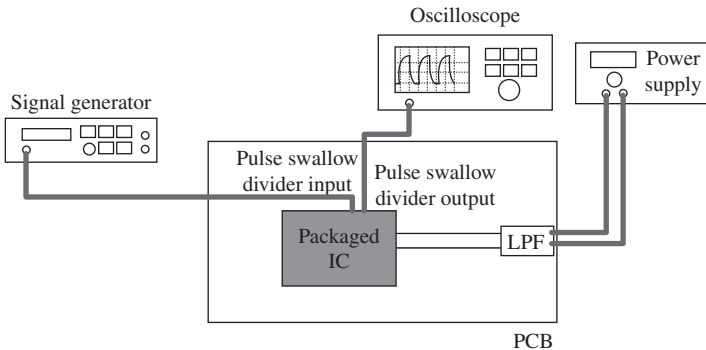 Oscilloscope
Power
supply
Signal generator
Pulse swallow
divider input
Pulse swallow
divider output
Packaged
IC
LPF
PCB